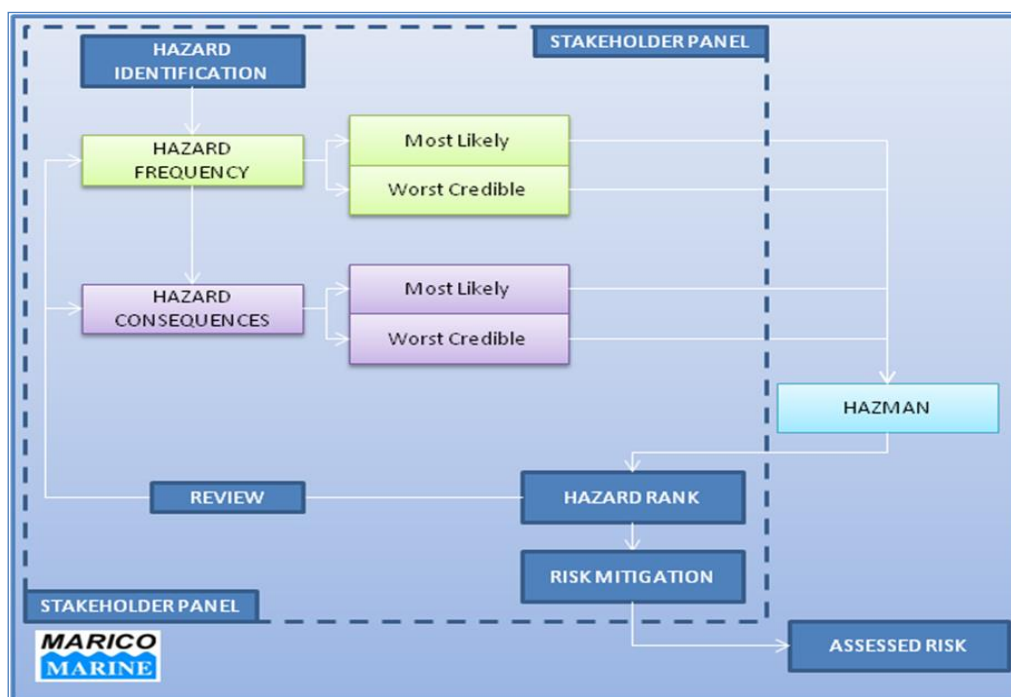 STAKEHOLDER PANEL
HAZARD
IDENTIFICATION
HAZARD
FREQUENCY
Most Likely
Worst Credible
HAZARD
CONSEQUENCES
Most Likely
Worst Credible
HAZMAN
REVIEW
HAZARD RANK
RISK MITIGATION
STAKEHOLDER PANEL
ASSESSED RISK
MARICO
MARINE